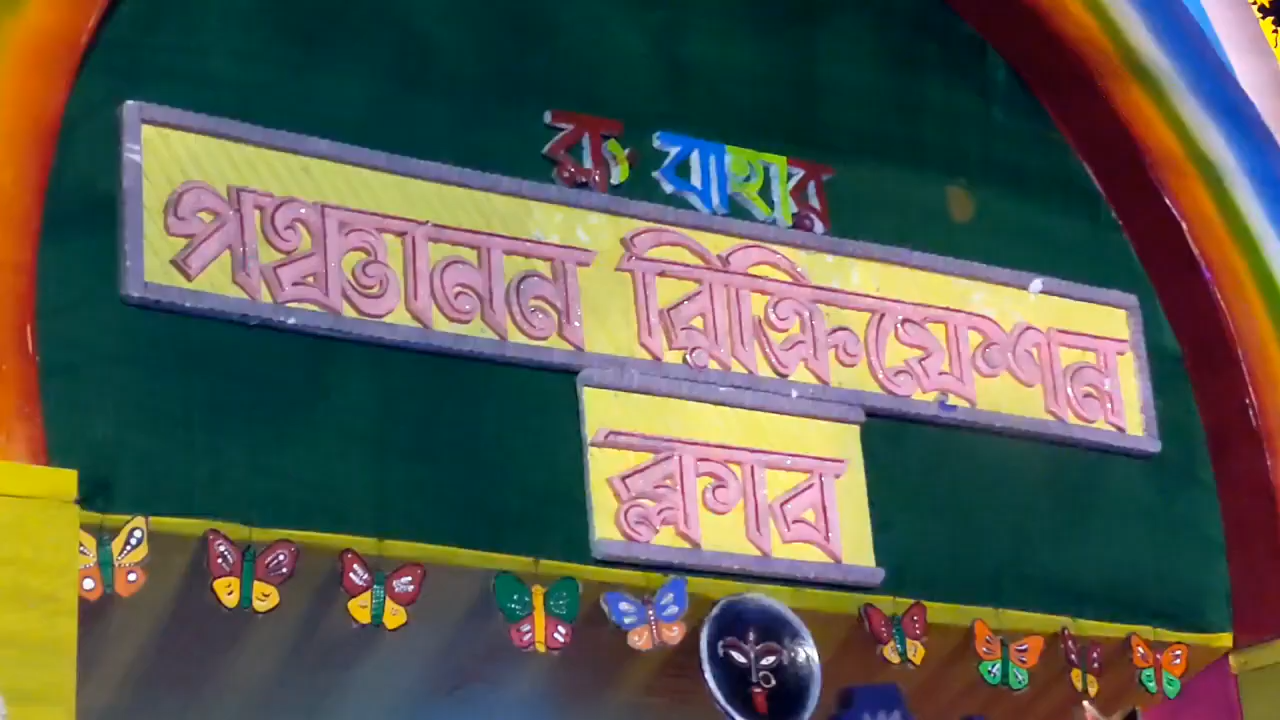 রু বাহার
পঞ্চানন রিক্রিয়েশন
ক্লাব